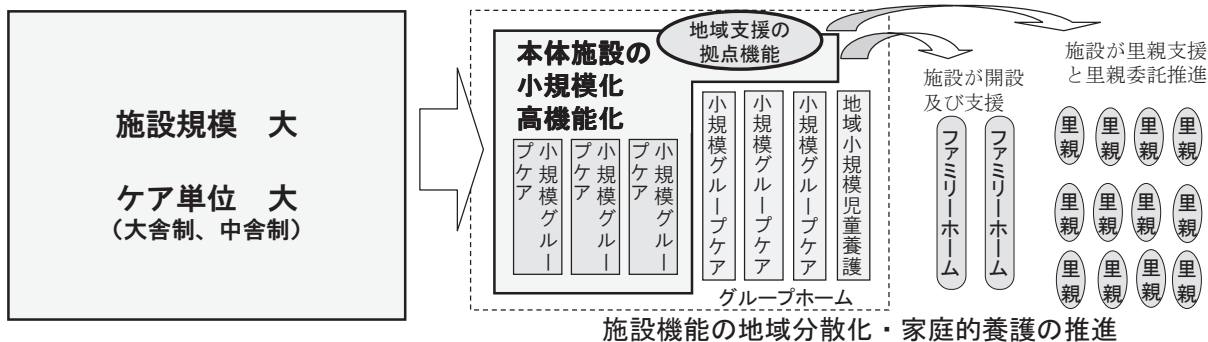 施設規模 大
ケア単位 大
(大舎制、中舎制)
地域支援の
拠点機能
本体施設の
小規模化
高機能化
小規模グルー
プケア
小規模グルー
プケア
小規模グルー
プケア
小規模グループケア
小規模グループケア
小規模グループケア
地域小規模児童養護
グループホーム
施設が開設
及び支援
ファミリーホーム
ファミリーホーム
施設が里親支援
と里親委託推進
里親
里親
里親
里親
里親
里親
里親
里親
里親
里親
里親
里親
施設機能の地域分散化・家庭的養護の推進